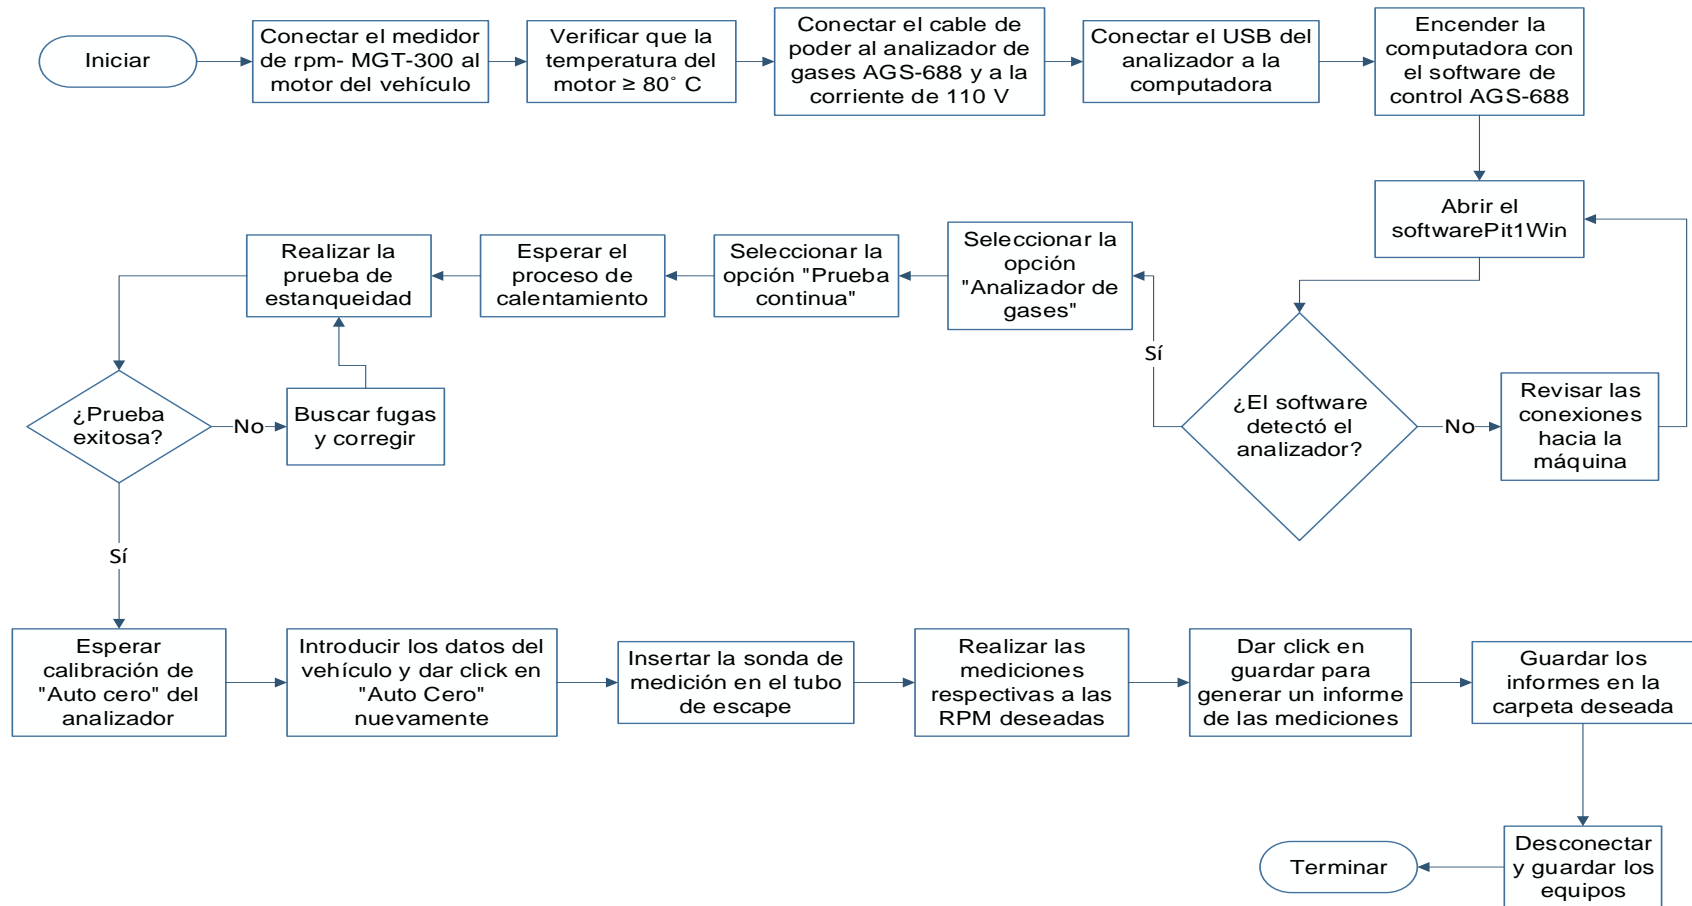 Iniciar
Conectar el medidor
de rpm- MGT-300 al
motor del vehículo
Verificar que la
temperatura del
motor ≥ 80˚ C
Conectar el cable de
poder al analizador de
gases AGS-688 y a la
corriente de 110 V
Conectar el USB del
analizador a la
computadora
Encender la
computadora con
el software de
control AGS-688
Abrir el
softwarePit1Win
¿El software
detectó el
analizador?
No
Revisar las
conexiones
hacia la
máquina
Sí
Seleccionar la
opción
"Analizador de
gases"
Seleccionar la
opción "Prueba
continua"
Esperar el
proceso de
calentamiento
Realizar la
prueba de
estanqueidad
¿Prueba
exitosa?
No
Buscar fugas
y corregir
Sí
Esperar
calibración de
"Auto cero" del
analizador
Introducir los datos del
vehículo y dar click en
"Auto Cero"
nuevamente
Insertar la sonda de
medición en el tubo
de escape
Realizar las
mediciones
respectivas a las
RPM deseadas
Dar click en
guardar para
generar un informe
de las mediciones
Guardar los
informes en la
carpeta deseada
Desconectar
y guardar los
equipos
Terminar